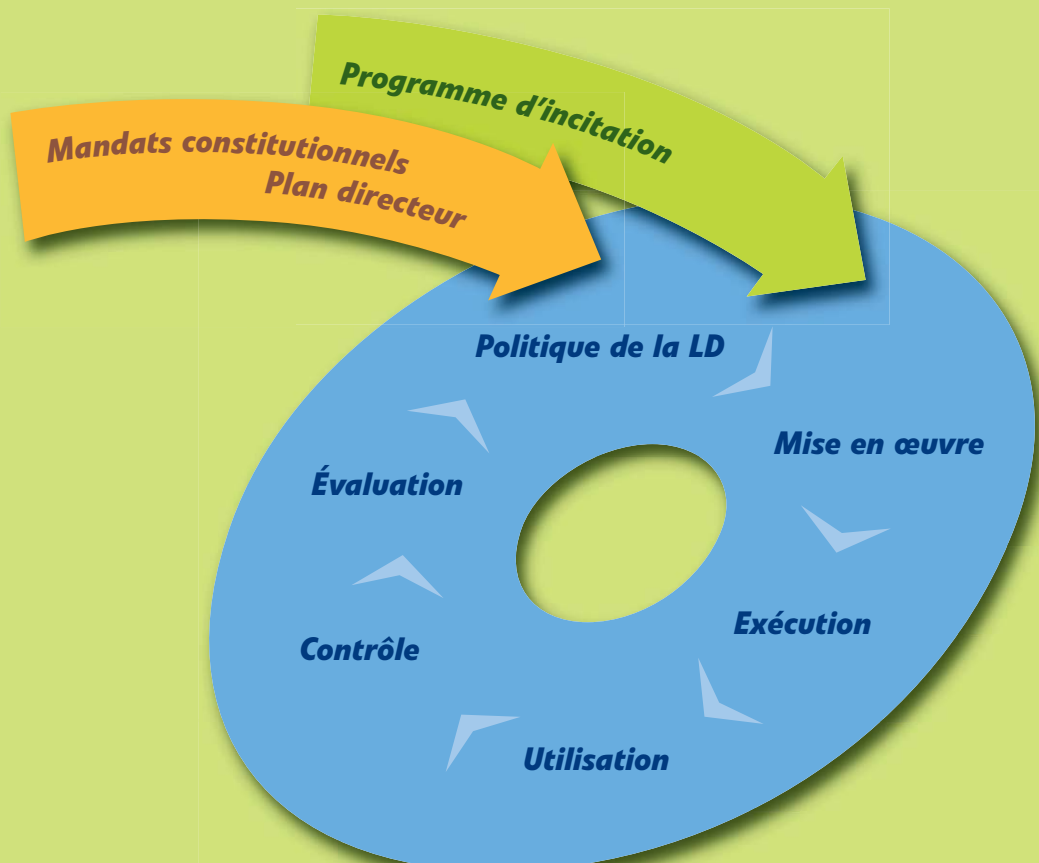 Programme d’incitation
Mandats constitutionnels
Plan directeur
Politique de la LD
Mise en œuvre
Exécution
Utilisation
Contrôle
Évaluation